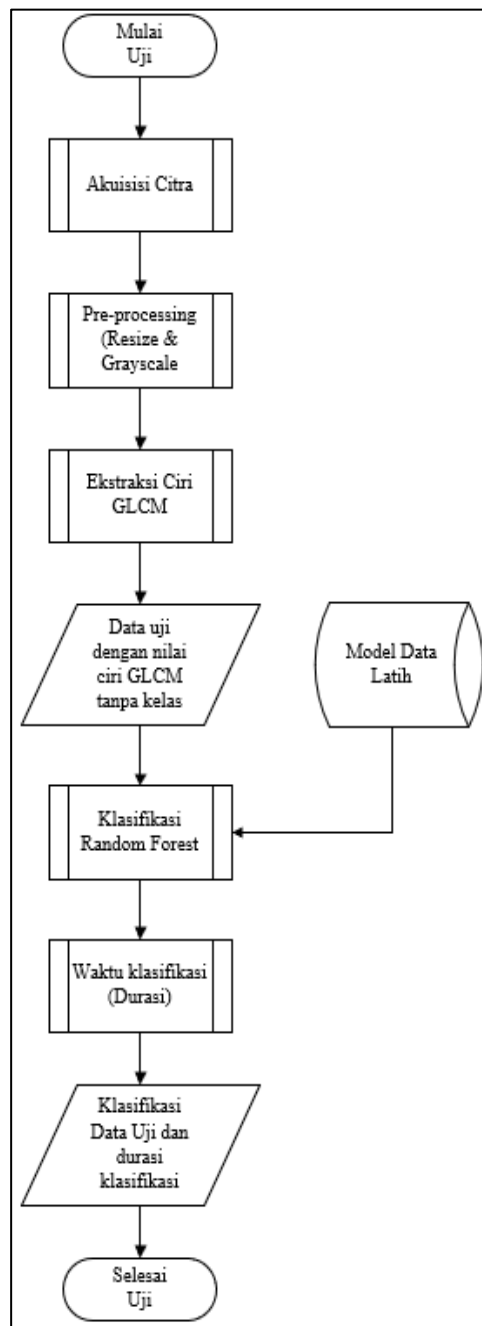 Mulai
Uji
Akuisisi Citra
Pre-processing
(Resize &
Grayscale
Ekstraksi Ciri
GLCM
Data uji
dengan nilai
ciri GLCM
tanpa kelas
Model Data
Latih
Klasifikasi
Random Forest
Waktu klasifikasi
(Durasi)
Klasifikasi
Data Uji dan
durasi
klasifikasi
Selesai
Uji